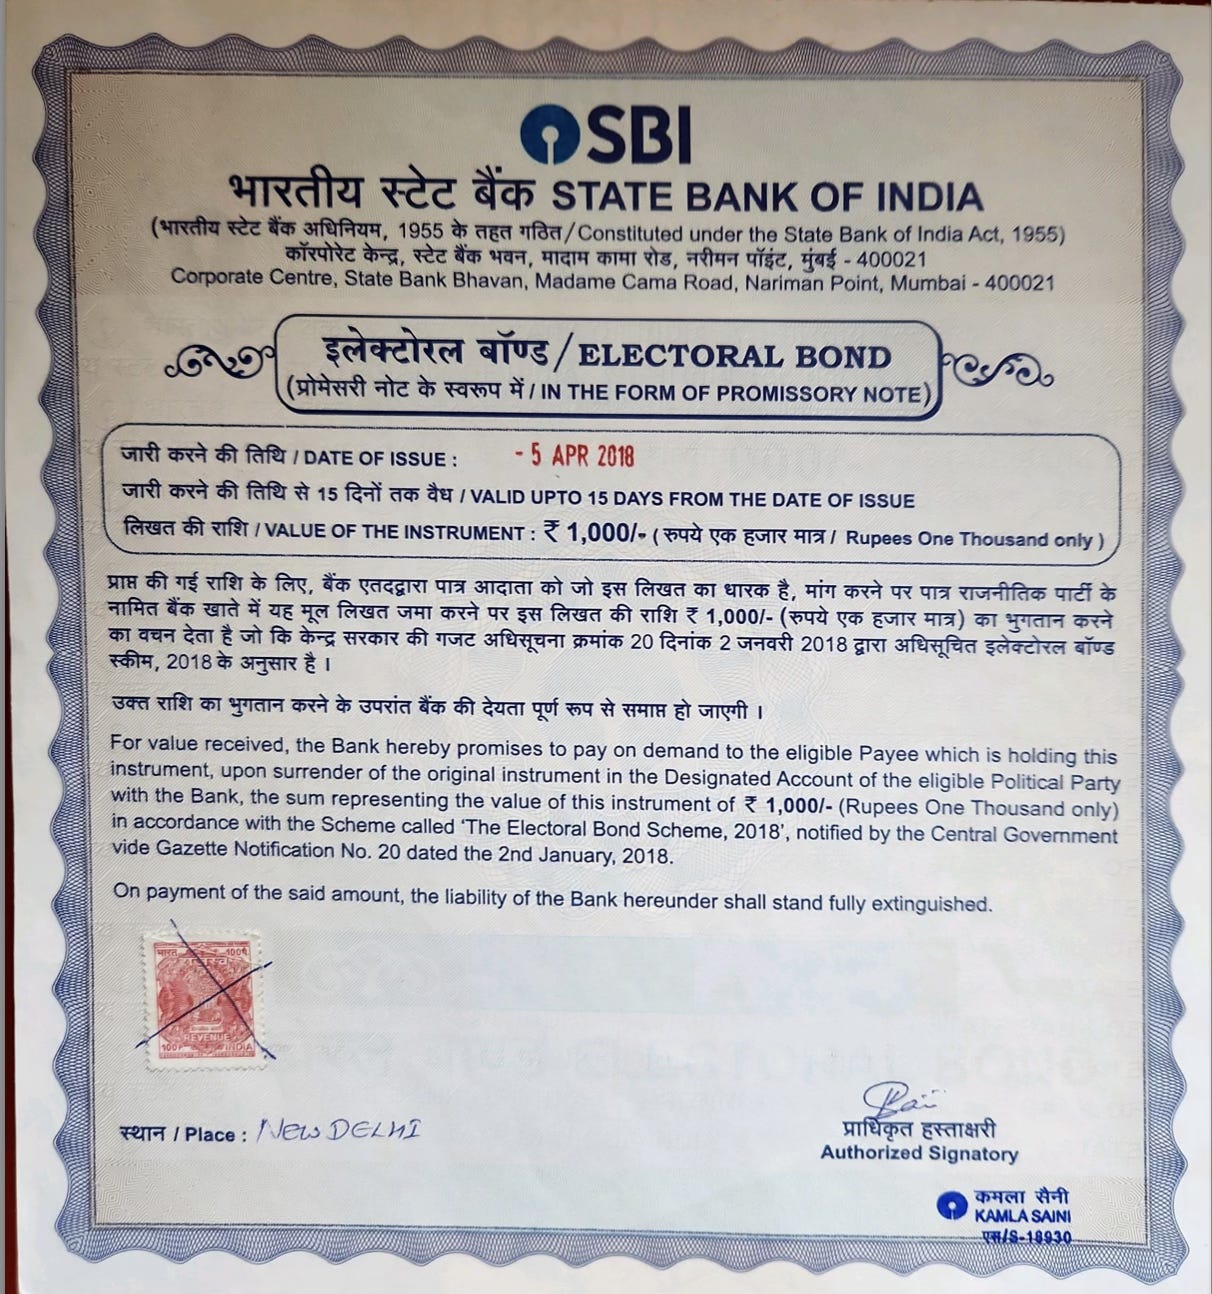 SBI
भारतीय स्टेट बैंक STATE BANK OF INDIA
(भारतीय स्टेट बैंक अधिनियम, 1955 के तहत गठित/Constituted under the State Bank of India Act, 1955)
कॉरपोरेट केन्द्र, स्टेट बैंक भवन, मादाम कामा रोड, नरीमन पॉइंट, मुंबई - 400021
Corporate Centre, State Bank Bhavan, Madame Cama Road, Nariman Point, Mumbai - 400021
इलेक्टोरल बॉण्ड/ELECTORAL BOND
(प्रोमेसरी नोट के स्वरूप में/IN THE FORM OF PROMISSORY NOTE)
जारी करने की तिथि / DATE OF ISSUE : - 5 APR 2018
जारी करने की तिथि से 15 दिनों तक वैध / VALID UPTO 15 DAYS FROM THE DATE OF ISSUE
लिखत की राशि / VALUE OF THE INSTRUMENT : ₹ 1,000/- (रुपये एक हजार मात्र/ Rupees One Thousand only)
प्राप्त की गई राशि के लिए, बैंक एतदद्वारा पात्र आदाता को जो इस लिखत का धारक है, मांग करने पर पात्र राजनीतिक पार्टी के
नामित बैंक खाते में यह मूल लिखत जमा करने पर इस लिखत की राशि ₹ 1,000/- (रुपये एक हजार मात्र) का भुगतान करने
का वचन देता है जो कि केन्द्र सरकार की गजट अधिसूचना क्रमांक 20 दिनांक 2 जनवरी 2018 द्वारा अधिसूचित इलेक्टोरल बॉण्ड
स्कीम, 2018 के अनुसार है ।
उक्त राशि का भुगतान करने के उपरांत बैंक की देयता पूर्ण रूप से समाप्त हो जाएगी ।
For value received, the Bank hereby promises to pay on demand to the eligible Payee which is holding this
instrument, upon surrender of the original instrument in the Designated Account of the eligible Political Party
with the Bank, the sum representing the value of this instrument of ₹ 1,000/- (Rupees One Thousand only)
in accordance with the Scheme called 'The Electoral Bond Scheme, 2018', notified by the Central Government
vide Gazette Notification No. 20 dated the 2nd January, 2018.
On payment of the said amount, the liability of the Bank hereunder shall stand fully extinguished.
भारत 100
REVENUE
100 INDIA
स्थान / Place : NEW DELHI
प्राधिकृत हस्ताक्षरी
Authorized Signatory
कमला सैनी
KAMLA SAINI
एस/S-18930